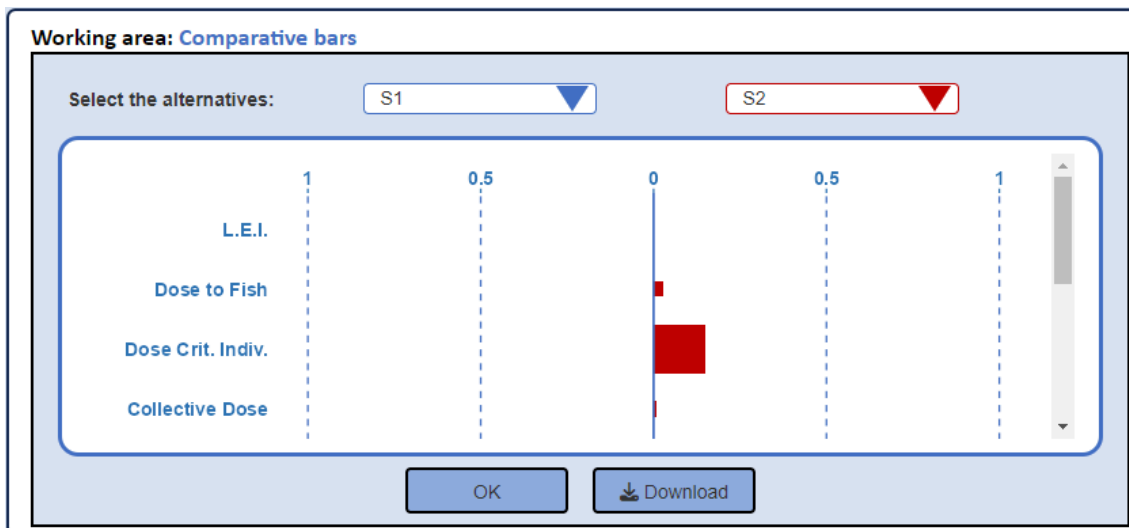 Working area: Comparative bars
Select the alternatives: S1 S2
1 0.5 0 0.5 1
L.E.I.
Dose to Fish
Dose Crit. Indiv.
Collective Dose
OK Download